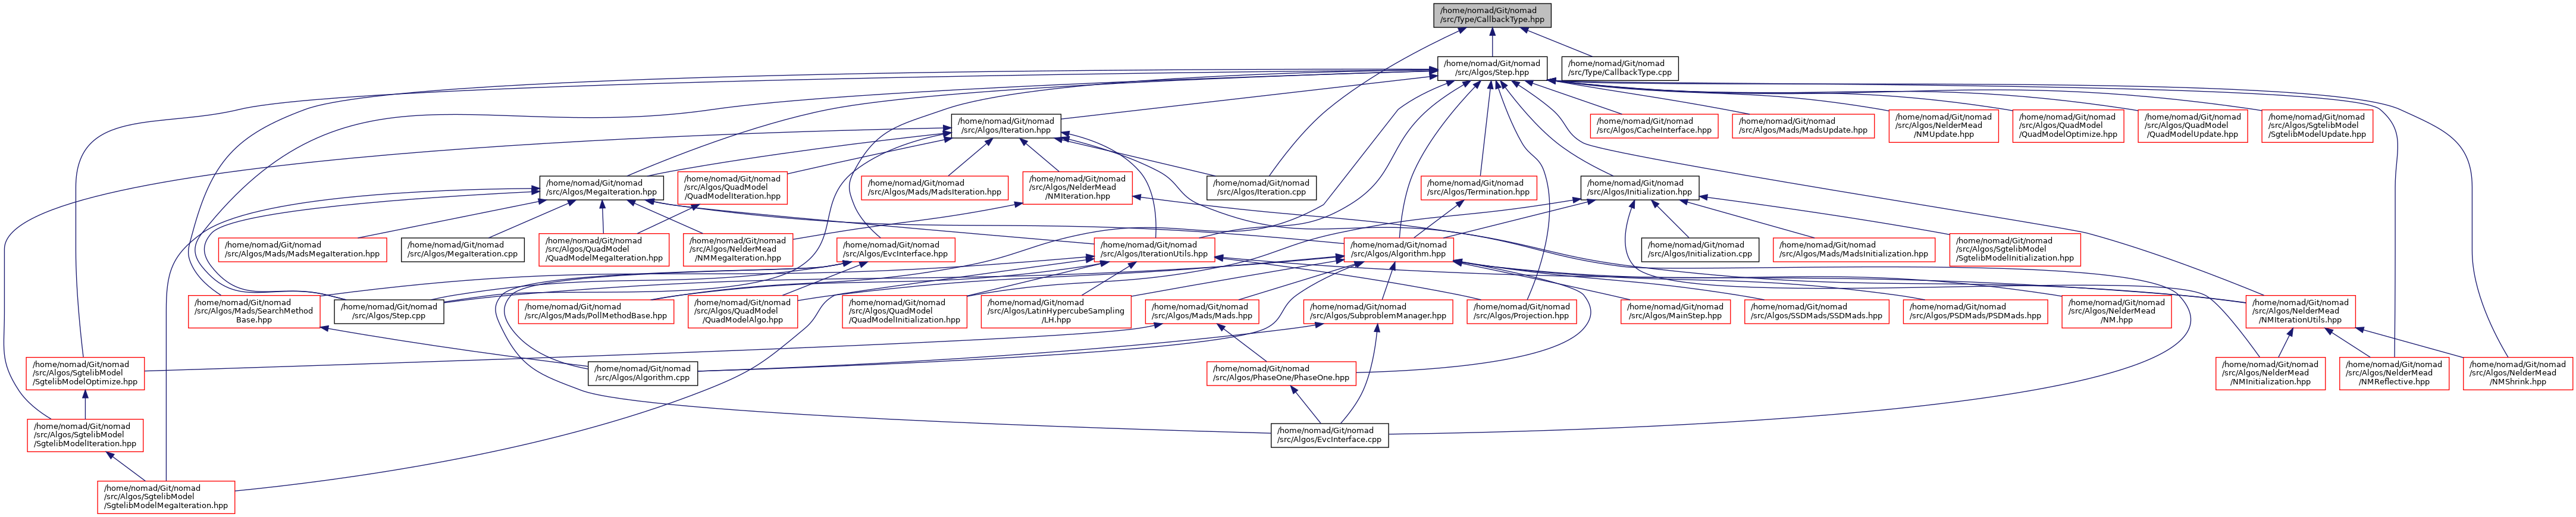 /home/nomad/Git/nomad
/src/Type/CallbackType.hpp
/home/nomad/Git/nomad
/src/Algos/Step.hpp
/home/nomad/Git/nomad
/src/Type/CallbackType.cpp
/home/nomad/Git/nomad
/src/Algos/Iteration.hpp
/home/nomad/Git/nomad
/src/Algos/CacheInterface.hpp
/home/nomad/Git/nomad
/src/Algos/Mads/MadsUpdate.hpp
/home/nomad/Git/nomad
/src/Algos/NelderMead
/NMUpdate.hpp
/home/nomad/Git/nomad
/src/Algos/QuadModel
/QuadModelOptimize.hpp
/home/nomad/Git/nomad
/src/Algos/QuadModel
/QuadModelUpdate.hpp
/home/nomad/Git/nomad
/src/Algos/SgtelibModel
/SgtelibModelUpdate.hpp
/home/nomad/Git/nomad
/src/Algos/MegaIteration.hpp
/home/nomad/Git/nomad
/src/Algos/QuadModel
/QuadModelIteration.hpp
/home/nomad/Git/nomad
/src/Algos/Mads/MadsIteration.hpp
/home/nomad/Git/nomad
/src/Algos/NelderMead
/NMIteration.hpp
/home/nomad/Git/nomad
/src/Algos/Iteration.cpp
/home/nomad/Git/nomad
/src/Algos/Termination.hpp
/home/nomad/Git/nomad
/src/Algos/Initialization.hpp
/home/nomad/Git/nomad
/src/Algos/Mads/MadsMegaIteration.hpp
/home/nomad/Git/nomad
/src/Algos/MegaIteration.cpp
/home/nomad/Git/nomad
/src/Algos/QuadModel
/QuadModelMegaIteration.hpp
/home/nomad/Git/nomad
/src/Algos/NelderMead
/NMMegaIteration.hpp
/home/nomad/Git/nomad
/src/Algos/EvcInterface.hpp
/home/nomad/Git/nomad
/src/Algos/IterationUtils.hpp
/home/nomad/Git/nomad
/src/Algos/Algorithm.hpp
/home/nomad/Git/nomad
/src/Algos/Initialization.cpp
/home/nomad/Git/nomad
/src/Algos/Mads/MadsInitialization.hpp
/home/nomad/Git/nomad
/src/Algos/SgtelibModel
/SgtelibModelInitialization.hpp
/home/nomad/Git/nomad
/src/Algos/Mads/SearchMethod
Base.hpp
/home/nomad/Git/nomad
/src/Algos/Step.cpp
/home/nomad/Git/nomad
/src/Algos/Mads/PollMethodBase.hpp
/home/nomad/Git/nomad
/src/Algos/QuadModel
/QuadModelAlgo.hpp
/home/nomad/Git/nomad
/src/Algos/QuadModel
/QuadModelInitialization.hpp
/home/nomad/Git/nomad
/src/Algos/LatinHypercubeSampling
/LH.hpp
/home/nomad/Git/nomad
/src/Algos/Mads/Mads.hpp
/home/nomad/Git/nomad
/src/Algos/SubproblemManager.hpp
/home/nomad/Git/nomad
/src/Algos/Projection.hpp
/home/nomad/Git/nomad
/src/Algos/MainStep.hpp
/home/nomad/Git/nomad
/src/Algos/SSDMads/SSDMads.hpp
/home/nomad/Git/nomad
/src/Algos/PSDMads/PSDMads.hpp
/home/nomad/Git/nomad
/src/Algos/NelderMead
/NM.hpp
/home/nomad/Git/nomad
/src/Algos/NelderMead
/NMIterationUtils.hpp
/home/nomad/Git/nomad
/src/Algos/SgtelibModel
/SgtelibModelOptimize.hpp
/home/nomad/Git/nomad
/src/Algos/Algorithm.cpp
/home/nomad/Git/nomad
/src/Algos/PhaseOne/PhaseOne.hpp
/home/nomad/Git/nomad
/src/Algos/NelderMead
/NMInitialization.hpp
/home/nomad/Git/nomad
/src/Algos/NelderMead
/NMReflective.hpp
/home/nomad/Git/nomad
/src/Algos/NelderMead
/NMShrink.hpp
/home/nomad/Git/nomad
/src/Algos/SgtelibModel
/SgtelibModelIteration.hpp
/home/nomad/Git/nomad
/src/Algos/EvcInterface.cpp
/home/nomad/Git/nomad
/src/Algos/SgtelibModel
/SgtelibModelMegaIteration.hpp